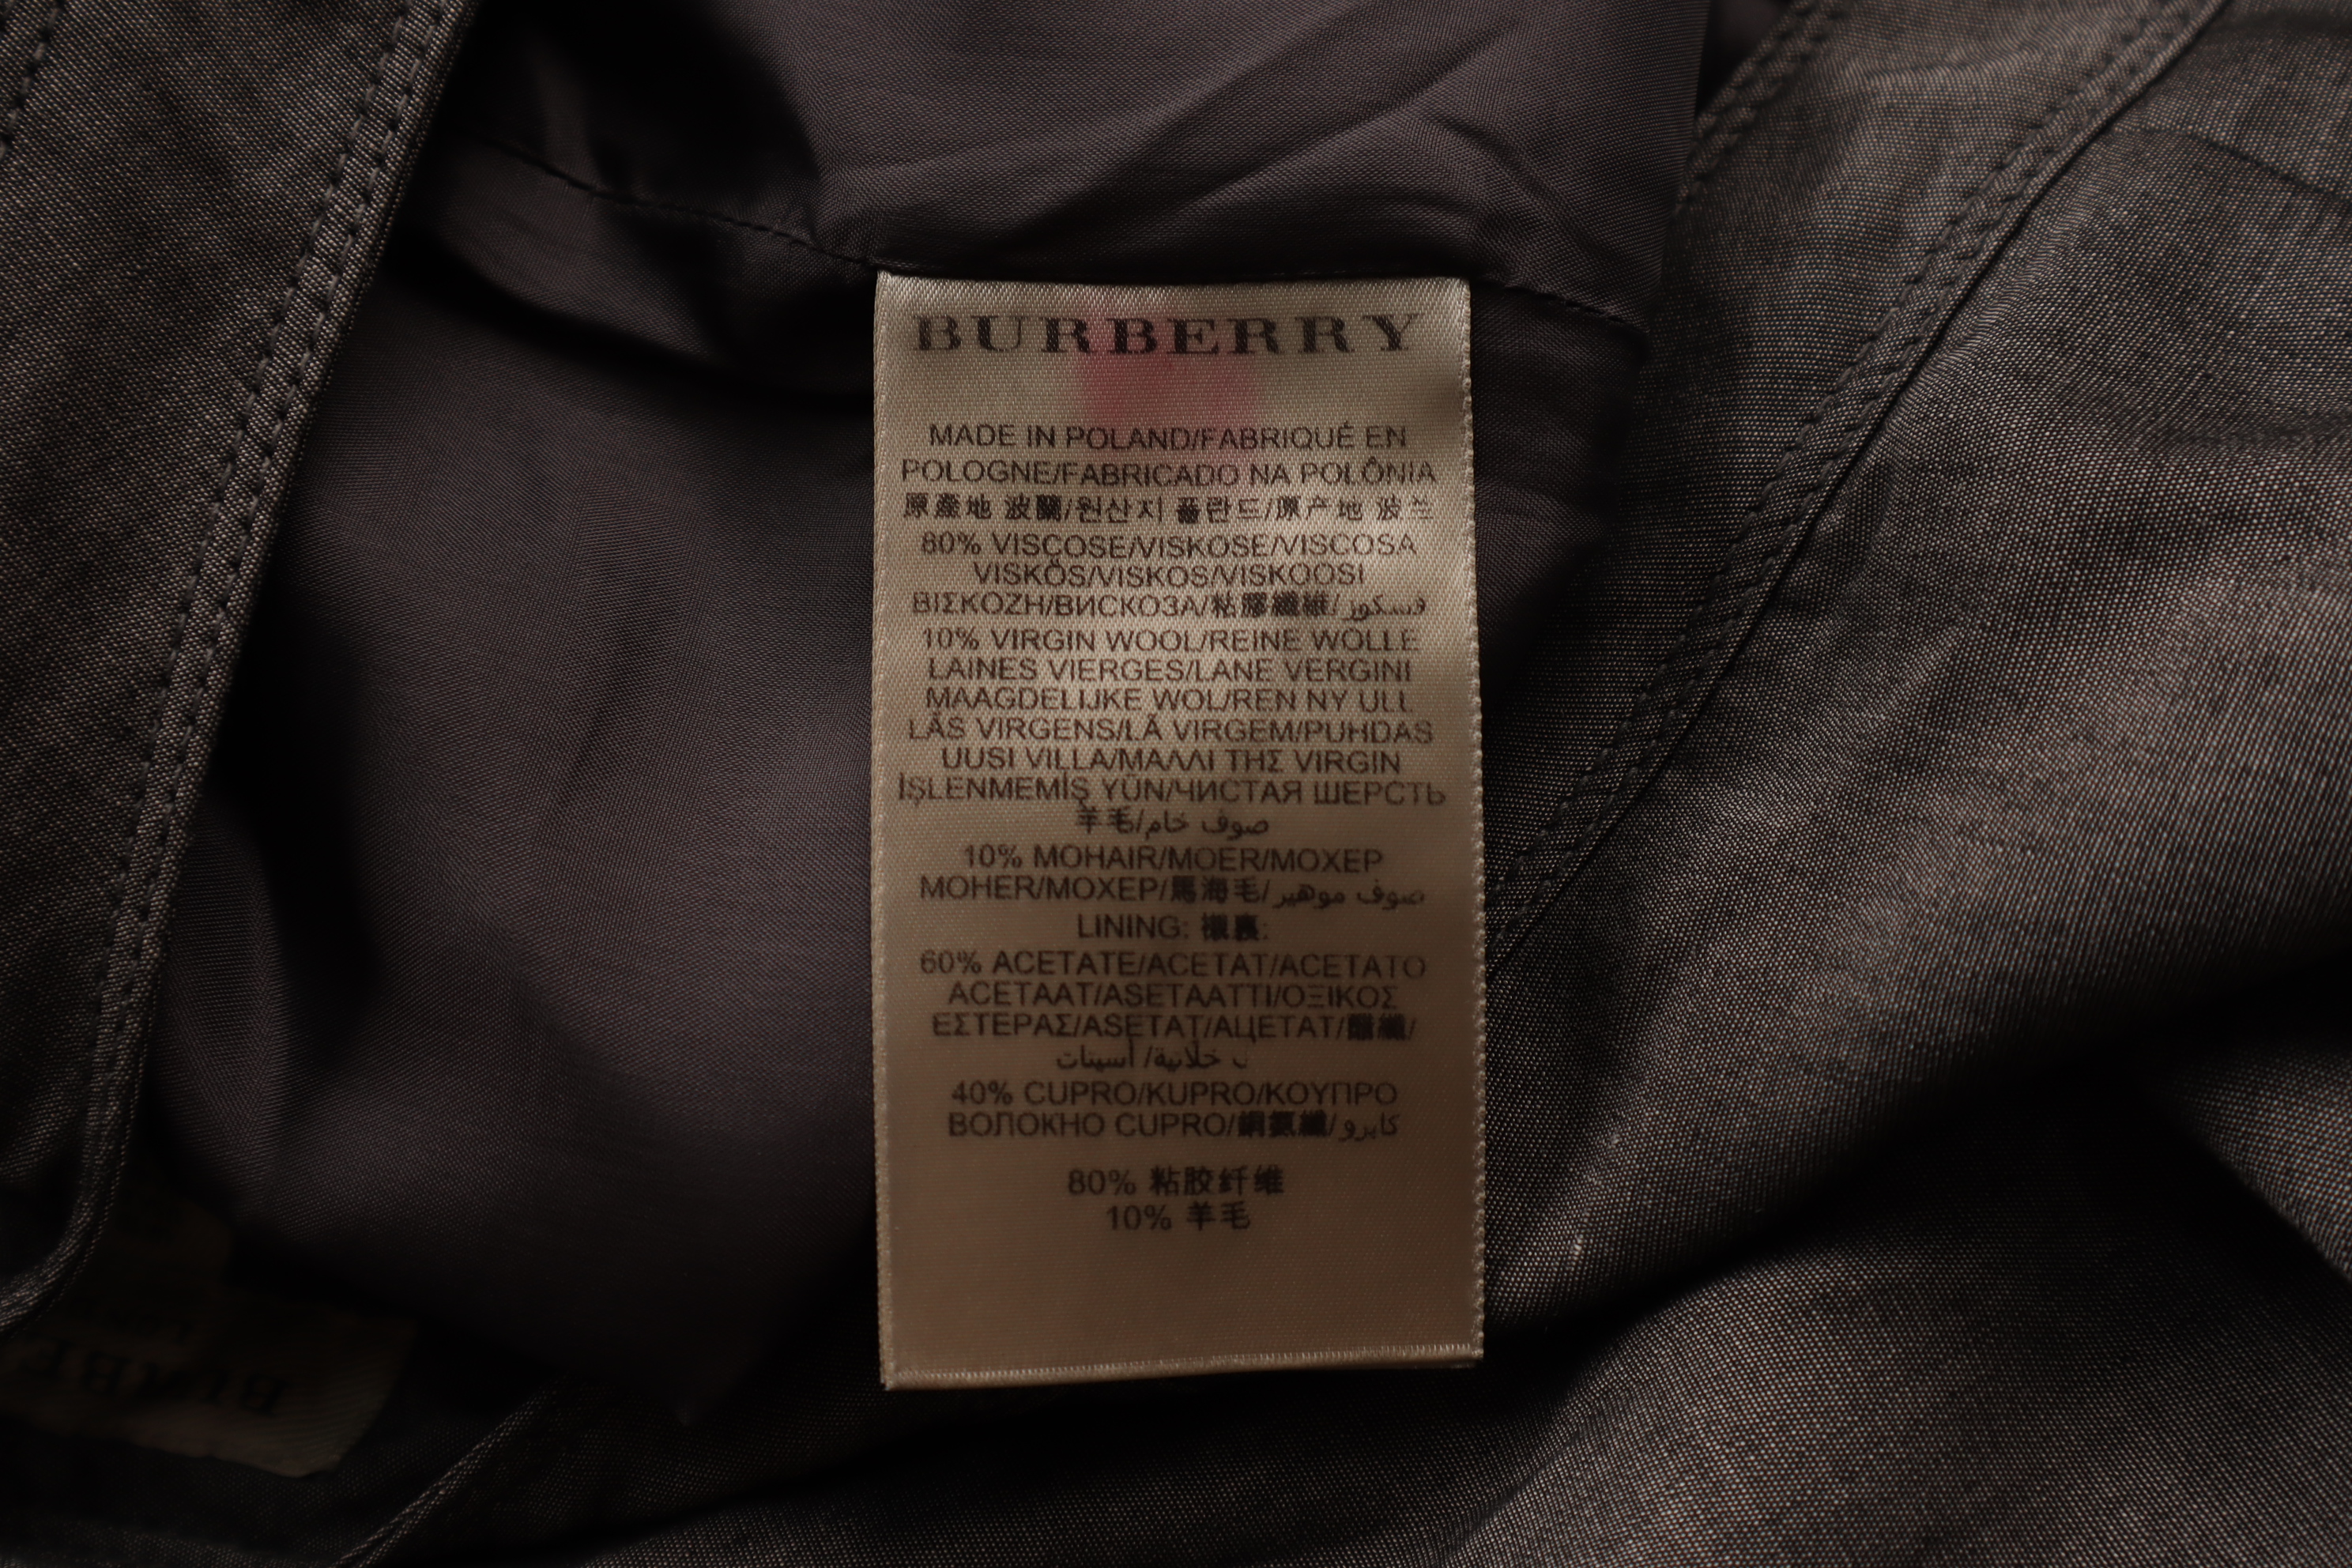 BURBERRY
MADE IN POLAND/FABRIQUÉ EN
POLOGNE/FABRICADO NA POLÔNIA
原產地 波蘭/원산지 폴란드/原产地 波兰
80% VISCOSE/VISKOSE/VISCOSA
VISKÖS/VISKOS/VISKOOSI
ΒΙΣΚΟΖΗ/ВИСКОЗА/粘膠纖維/فسكوز
10% VIRGIN WOOL/REINE WOLLE
LAINES VIERGES/LANE VERGINI
MAAGDELIJKE WOL/REN NY ULL
LÃS VIRGENS/LÃ VIRGEM/PUHDAS
UUSI VILLA/ΜΑΛΛΙ ΤΗΣ VIRGIN
İŞLENMEMİŞ YÜN/ЧИСТАЯ ШЕРСТЬ
羊毛/صوف خام
10% MOHAIR/MOER/MOXEP
MOHER/МОХЕР/馬海毛/صوف موهير
LINING: 襯裏:
60% ACETATE/ACETAT/ACETATO
ACETAAT/ASETAATTI/ΟΞΙΚΟΣ
ΕΣΤΕΡΑΣ/ASETAT/АЦЕТАТ/
خلاتية/ أسيتات
40% CUPRO/KUPRO/ΚΟΥΠΡΟ
ВОЛОКНО CUPRO/銅氨纖/كابرو
80% 粘胶纤维
10% 羊毛